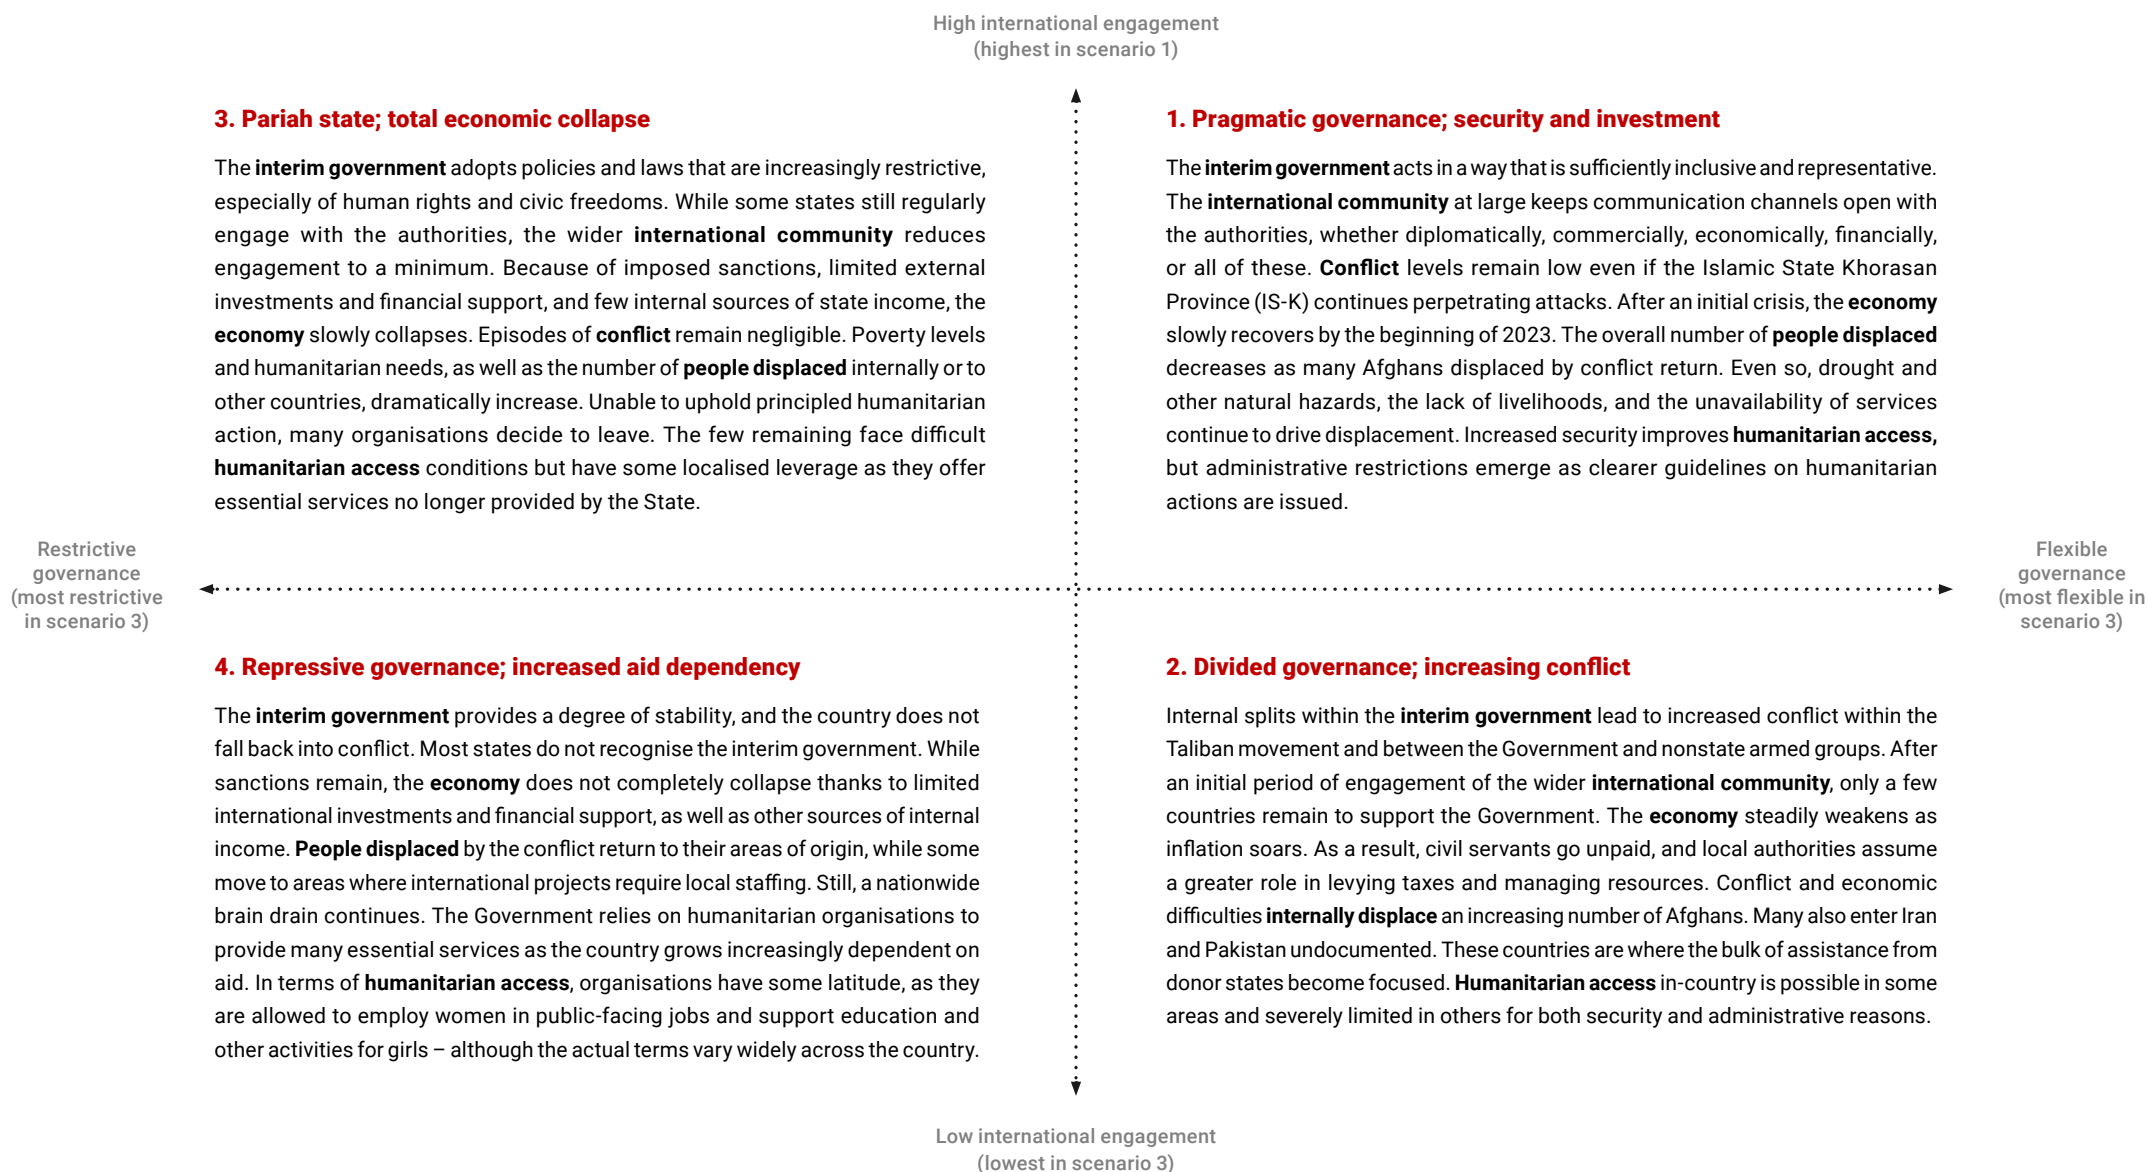 High international engagement
(highest in scenario 1)
3. Pariah state; total economic collapse
The interim government adopts policies and laws that are increasingly restrictive,
especially of human rights and civic freedoms. While some states still regularly
engage with the authorities, the wider international community reduces
engagement to a minimum. Because of imposed sanctions, limited external
investments and financial support, and few internal sources of state income, the
economy slowly collapses. Episodes of conflict remain negligible. Poverty levels
and humanitarian needs, as well as the number of people displaced internally or to
other countries, dramatically increase. Unable to uphold principled humanitarian
action, many organisations decide to leave. The few remaining face difficult
humanitarian access conditions but have some localised leverage as they offer
essential services no longer provided by the State.
1. Pragmatic governance; security and investment
The interim government acts in a way that is sufficiently inclusive and representative.
The international community at large keeps communication channels open with
the authorities, whether diplomatically, commercially, economically, financially,
or all of these. Conflict levels remain low even if the Islamic State Khorasan
Province (IS-K) continues perpetrating attacks. After an initial crisis, the economy
slowly recovers by the beginning of 2023. The overall number of people displaced
decreases as many Afghans displaced by conflict return. Even so, drought and
other natural hazards, the lack of livelihoods, and the unavailability of services
continue to drive displacement. Increased security improves humanitarian access,
but administrative restrictions emerge as clearer guidelines on humanitarian
actions are issued.
Restrictive
governance
(most restrictive
in scenario 3)
Flexible
governance
(most flexible in
scenario 3)
4. Repressive governance; increased aid dependency
The interim government provides a degree of stability, and the country does not
fall back into conflict. Most states do not recognise the interim government. While
sanctions remain, the economy does not completely collapse thanks to limited
international investments and financial support, as well as other sources of internal
income. People displaced by the conflict return to their areas of origin, while some
move to areas where international projects require local staffing. Still, a nationwide
brain drain continues. The Government relies on humanitarian organisations to
provide many essential services as the country grows increasingly dependent on
aid. In terms of humanitarian access, organisations have some latitude, as they
are allowed to employ women in public-facing jobs and support education and
other activities for girls – although the actual terms vary widely across the country.
2. Divided governance; increasing conflict
Internal splits within the interim government lead to increased conflict within the
Taliban movement and between the Government and nonstate armed groups. After
an initial period of engagement of the wider international community, only a few
countries remain to support the Government. The economy steadily weakens as
inflation soars. As a result, civil servants go unpaid, and local authorities assume
a greater role in levying taxes and managing resources. Conflict and economic
difficulties internally displace an increasing number of Afghans. Many also enter Iran
and Pakistan undocumented. These countries are where the bulk of assistance from
donor states become focused. Humanitarian access in-country is possible in some
areas and severely limited in others for both security and administrative reasons.
Low international engagement
(lowest in scenario 3)